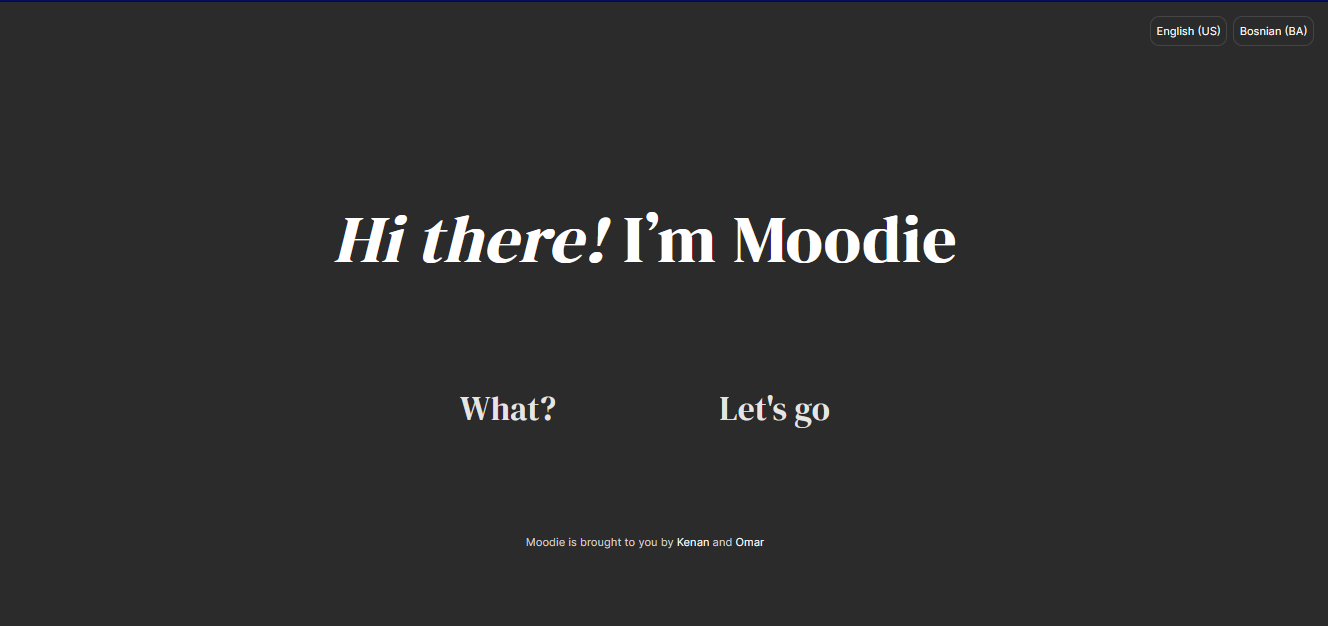 English (US) Bosnian (BA)
Hi there! I’m Moodie
What? Let's go
Moodie is brought to you by Kenan and Omar